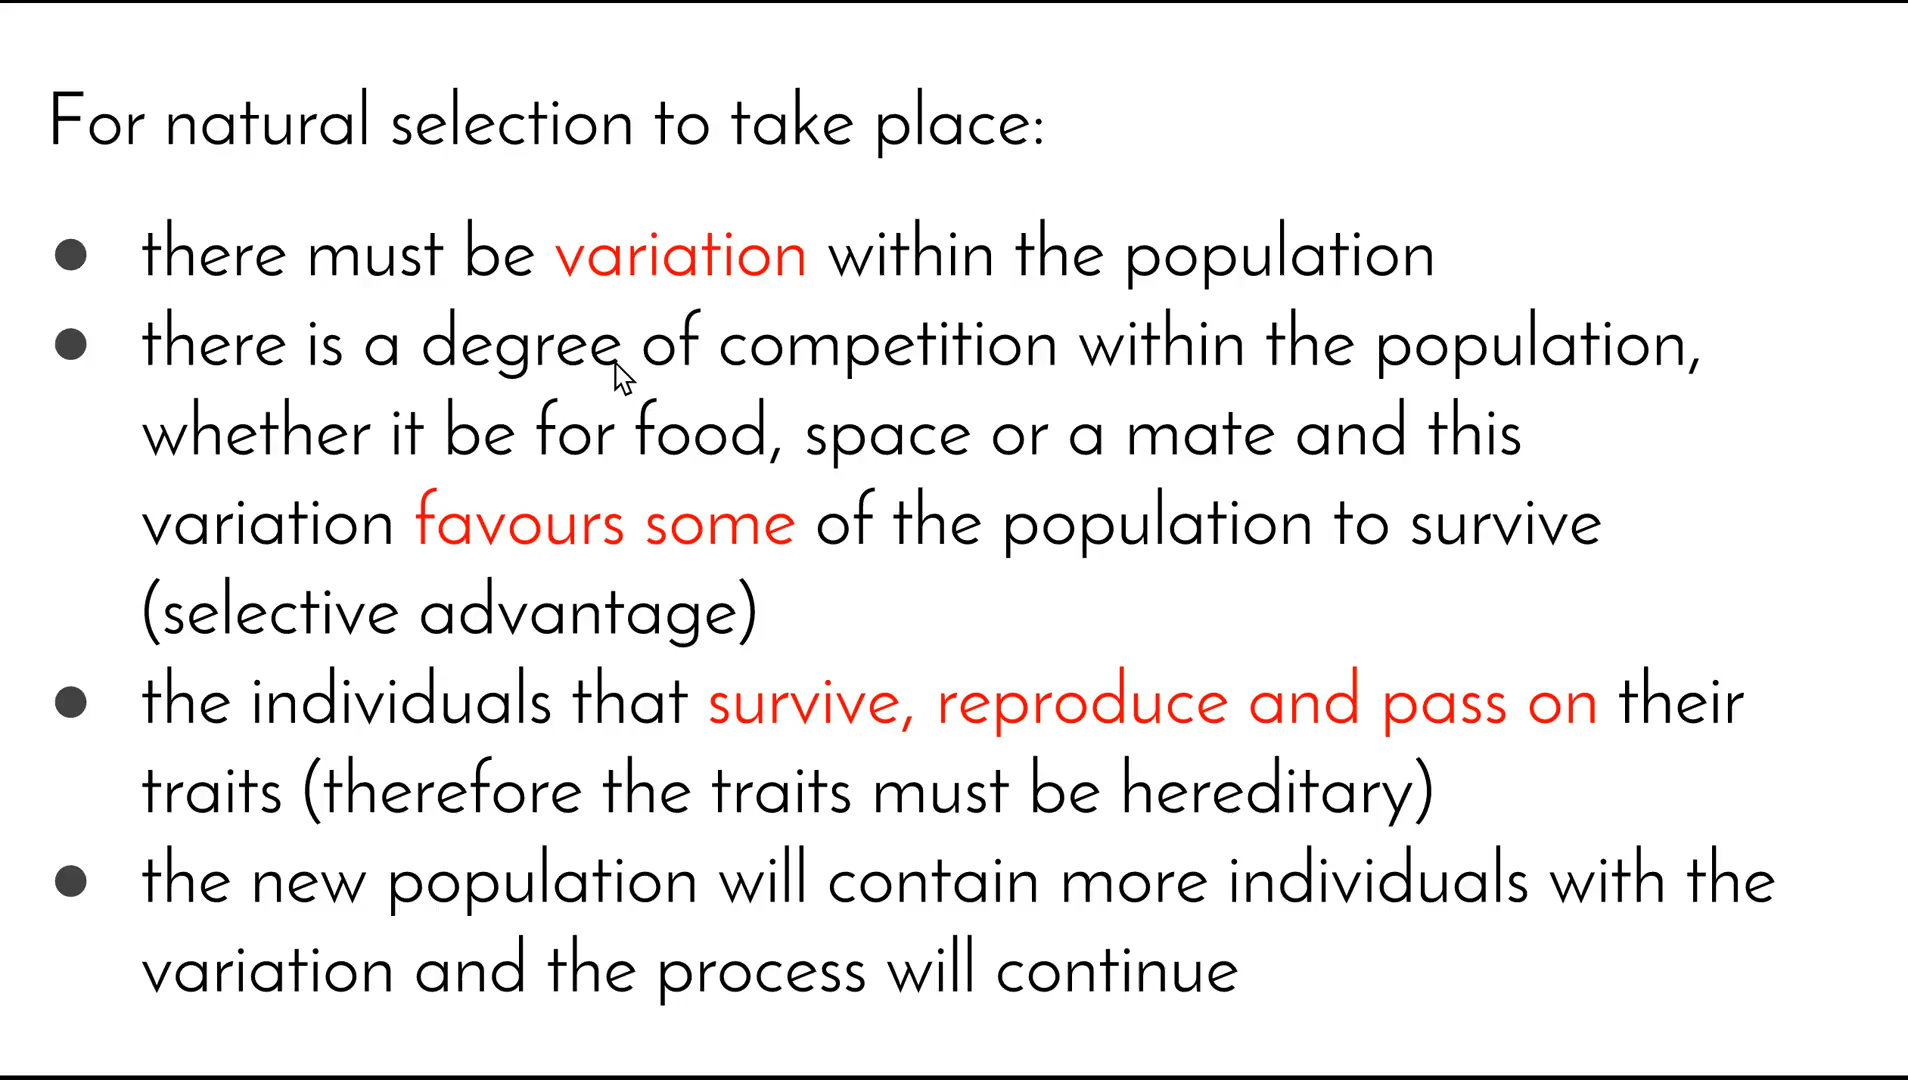 For natural selection to take place:
● there must be variation within the population
● there is a degree of competition within the population,
whether it be for food, space or a mate and this
variation favours some of the population to survive
(selective advantage)
● the individuals that survive, reproduce and pass on their
traits (therefore the traits must be hereditary)
● the new population will contain more individuals with the
variation and the process will continue